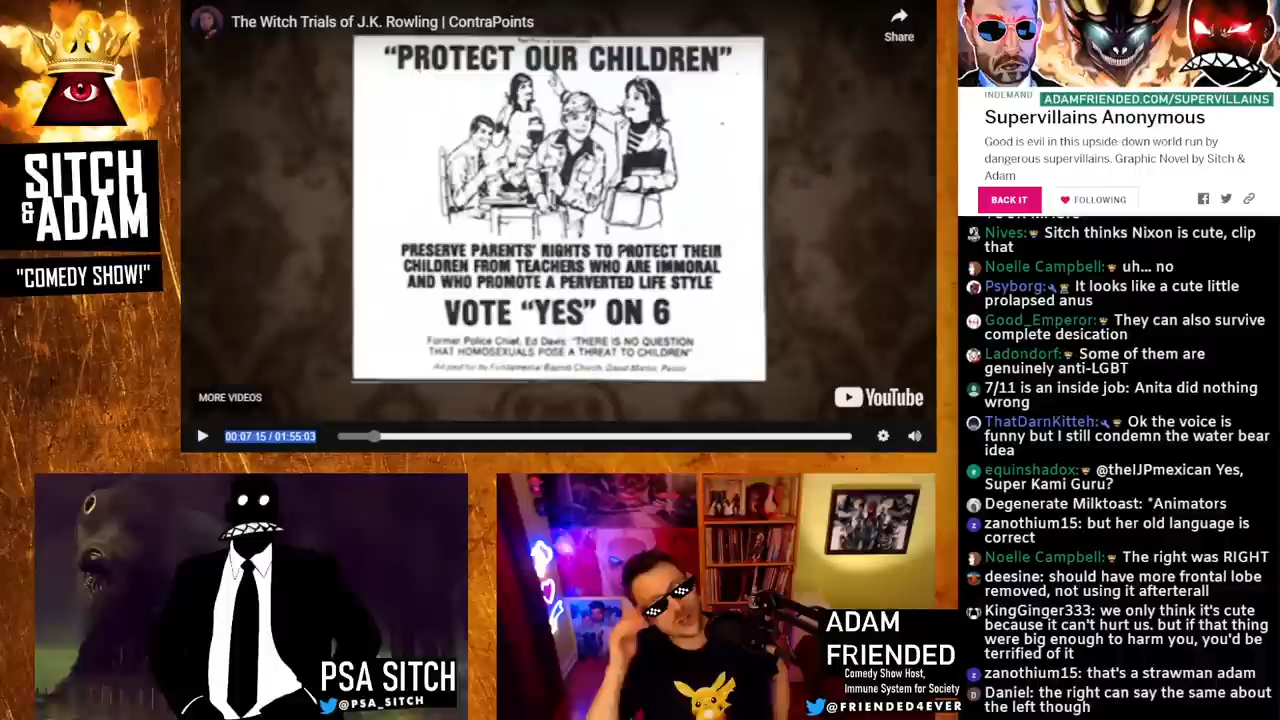 The Witch Trials of J.K. Rowling | ContraPoints
Share
"PROTECT OUR CHILDREN"
PRESERVE PARENTS' RIGHTS TO PROTECT THEIR
CHILDREN FROM TEACHERS WHO ARE IMMORAL
AND WHO PROMOTE A PERVERTED LIFE STYLE
VOTE "YES" ON 6
Former Police Chief, Ed Davis: "THERE IS NO QUESTION
THAT HOMOSEXUALS POSE A THREAT TO CHILDREN"
Ad paid for by Fundamental Baptist Church, David Martin, Pastor
MORE VIDEOS
YouTube
00:07:15 / 01:55:03
SITCH
& ADAM
"COMEDY SHOW!"
PSA SITCH
@PSA_SITCH
ADAM
FRIENDED
Comedy Show Host,
Immune System for Society
@FRIENDED4EVER
INDEMAND
ADAMFRIENDED.COM/SUPERVILLAINS
Supervillains Anonymous
Good is evil in this upside-down world run by
dangerous supervillains. Graphic Novel by Sitch &
Adam
BACK IT
FOLLOWING
Nives: Sitch thinks Nixon is cute, clip
that
Noelle Campbell: uh... no
Psyborg: It looks like a cute little
prolapsed anus
Good_Emperor: They can also survive
complete desication
Ladondorf: Some of them are
genuinely anti-LGBT
7/11 is an inside job: Anita did nothing
wrong
ThatDarnKitteh: Ok the voice is
funny but I still condemn the water bear
idea
equinshadox: @theIJPmexican Yes,
Super Kami Guru?
Degenerate Milktoast: *Animators
zanothium15: but her old language is
correct
Noelle Campbell: The right was RIGHT
deesine: should have more frontal lobe
removed, not using it afterterall
KingGinger333: we only think it's cute
because it can't hurt us. but if that thing
were big enough to harm you, you'd be
terrified of it
zanothium15: that's a strawman adam
Daniel: the right can say the same about
the left though